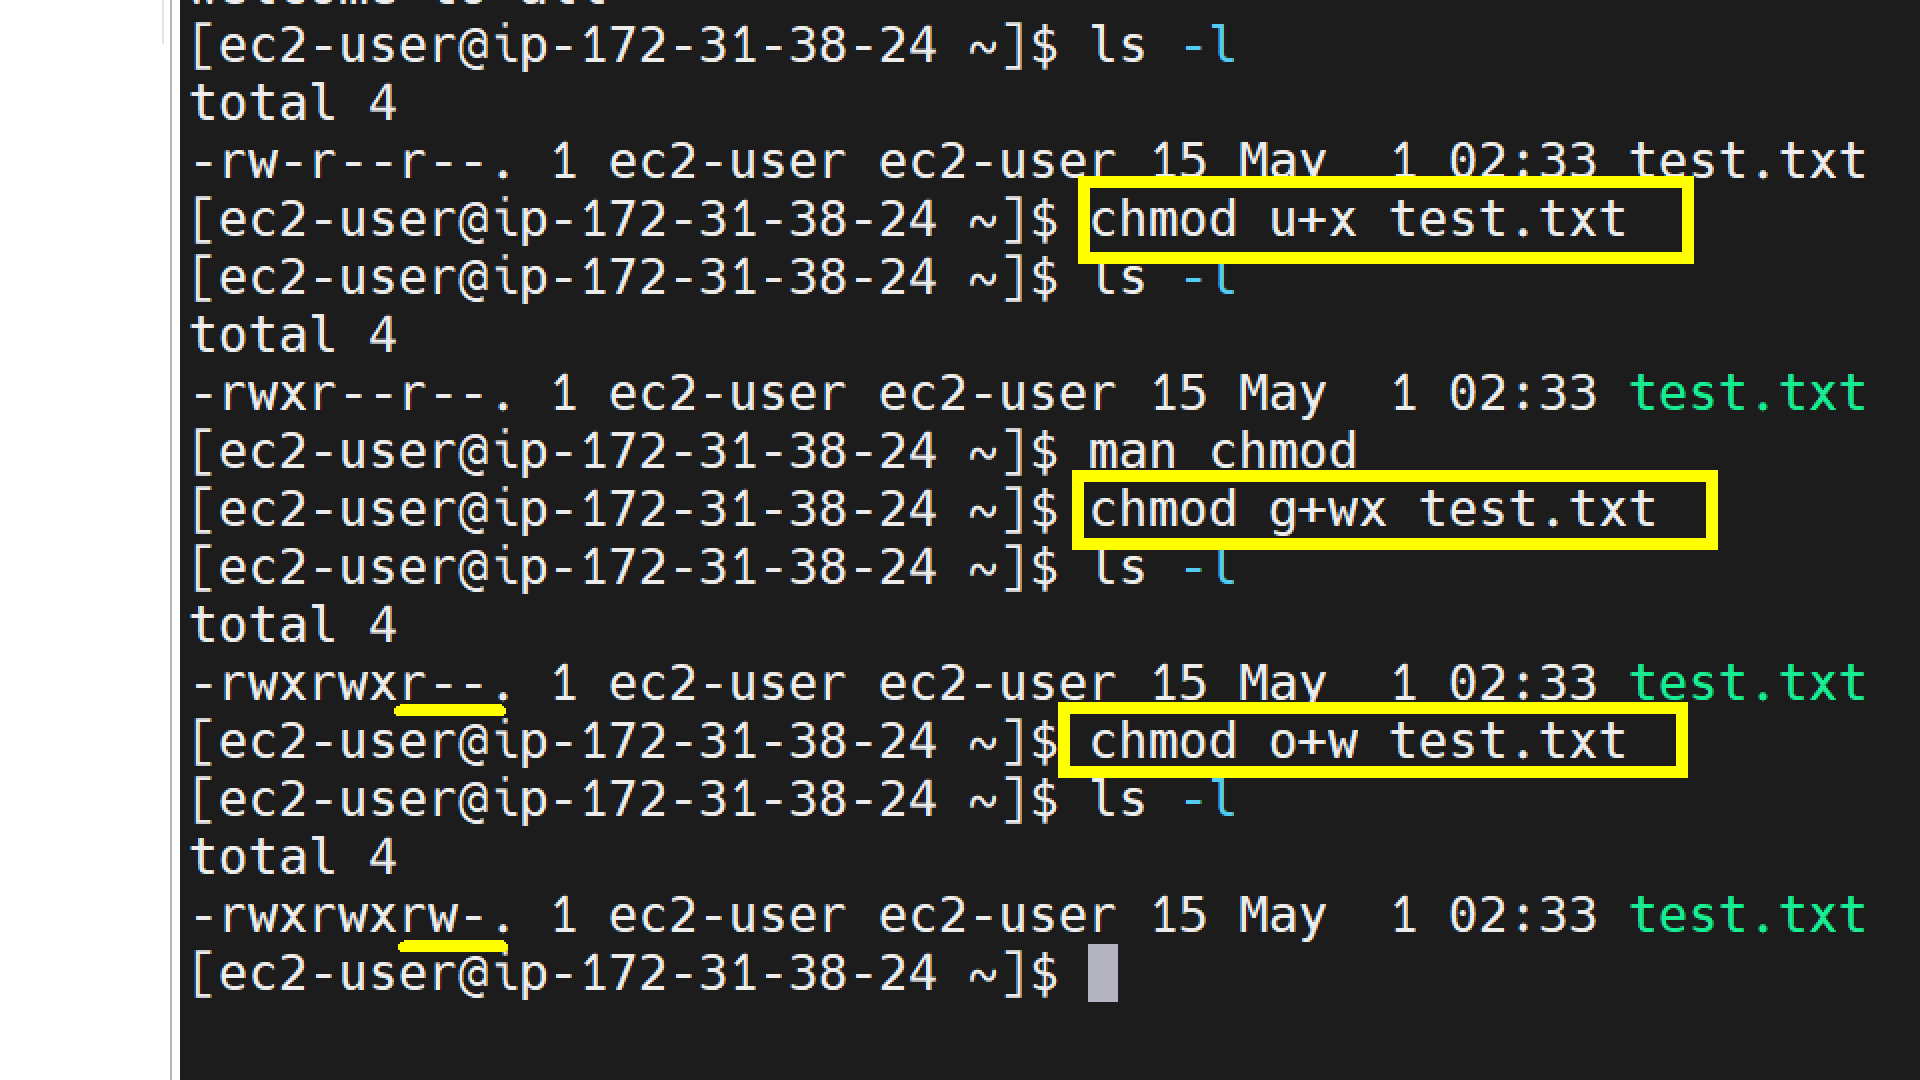 welcome to all
[ec2-user@ip-172-31-38-24 ~]$ ls -l
total 4
-rw-r--r--. 1 ec2-user ec2-user 15 May  1 02:33 test.txt
[ec2-user@ip-172-31-38-24 ~]$ chmod u+x test.txt
[ec2-user@ip-172-31-38-24 ~]$ ls -l
total 4
-rwxr--r--. 1 ec2-user ec2-user 15 May  1 02:33 test.txt
[ec2-user@ip-172-31-38-24 ~]$ man chmod
[ec2-user@ip-172-31-38-24 ~]$ chmod g+wx test.txt
[ec2-user@ip-172-31-38-24 ~]$ ls -l
total 4
-rwxrwxr--. 1 ec2-user ec2-user 15 May  1 02:33 test.txt
[ec2-user@ip-172-31-38-24 ~]$ chmod o+w test.txt
[ec2-user@ip-172-31-38-24 ~]$ ls -l
total 4
-rwxrwxrw-. 1 ec2-user ec2-user 15 May  1 02:33 test.txt
[ec2-user@ip-172-31-38-24 ~]$